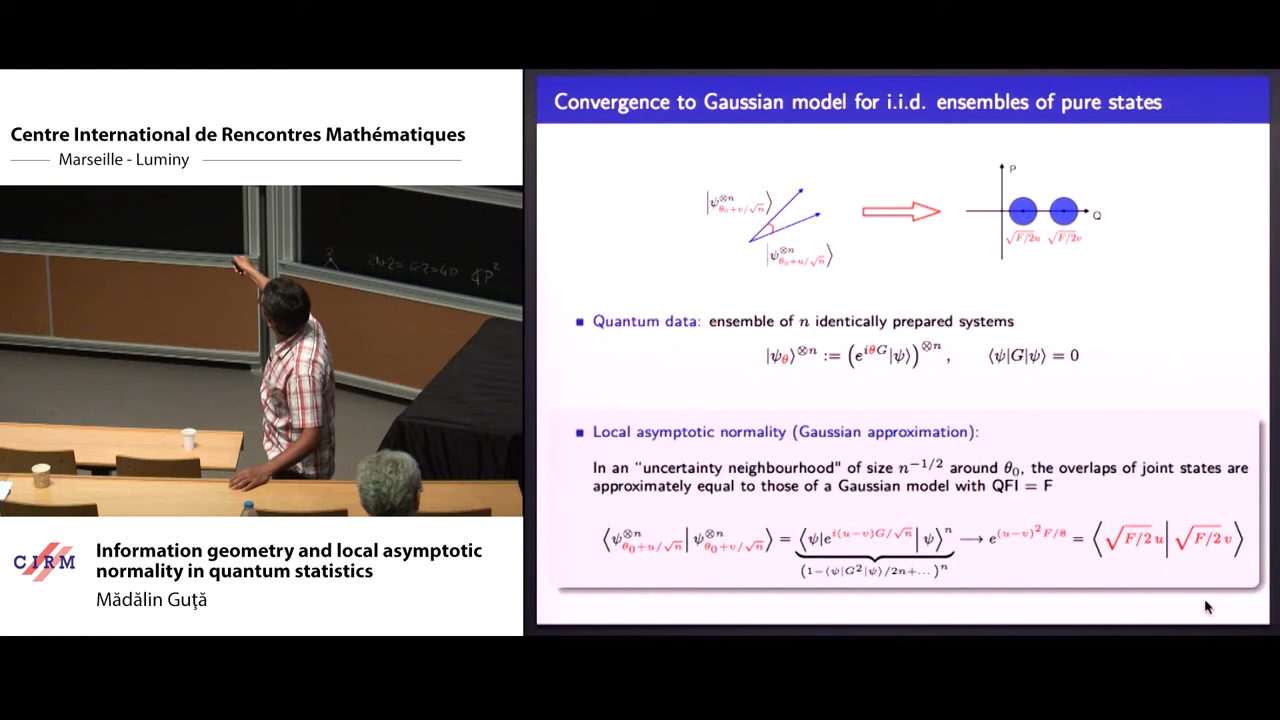 Centre International de Rencontres Mathématiques
Marseille - Luminy
CIRM
Information geometry and local asymptotic
normality in quantum statistics
Mădălin Guţă
Convergence to Gaussian model for i.i.d. ensembles of pure states
|ψ^{⊗n}_{θ₀+v/√n}⟩
|ψ^{⊗n}_{θ₀+u/√n}⟩
P
Q
√F/2u √F/2v
■ Quantum data: ensemble of n identically prepared systems
|ψ_θ⟩^{⊗n} := (e^{iθG}|ψ⟩)^{⊗n}, ⟨ψ|G|ψ⟩ = 0
■ Local asymptotic normality (Gaussian approximation):
In an "uncertainty neighbourhood" of size n^{-1/2} around θ₀, the overlaps of joint states are
approximately equal to those of a Gaussian model with QFI = F
⟨ψ^{⊗n}_{θ₀+u/√n}|ψ^{⊗n}_{θ₀+v/√n}⟩ = ⟨ψ|e^{i(u-v)G/√n}|ψ⟩^n ⟶ e^{(u-v)²F/8} = ⟨√F/2 u|√F/2 v⟩
(1-⟨ψ|G²|ψ⟩/2n+...)^n